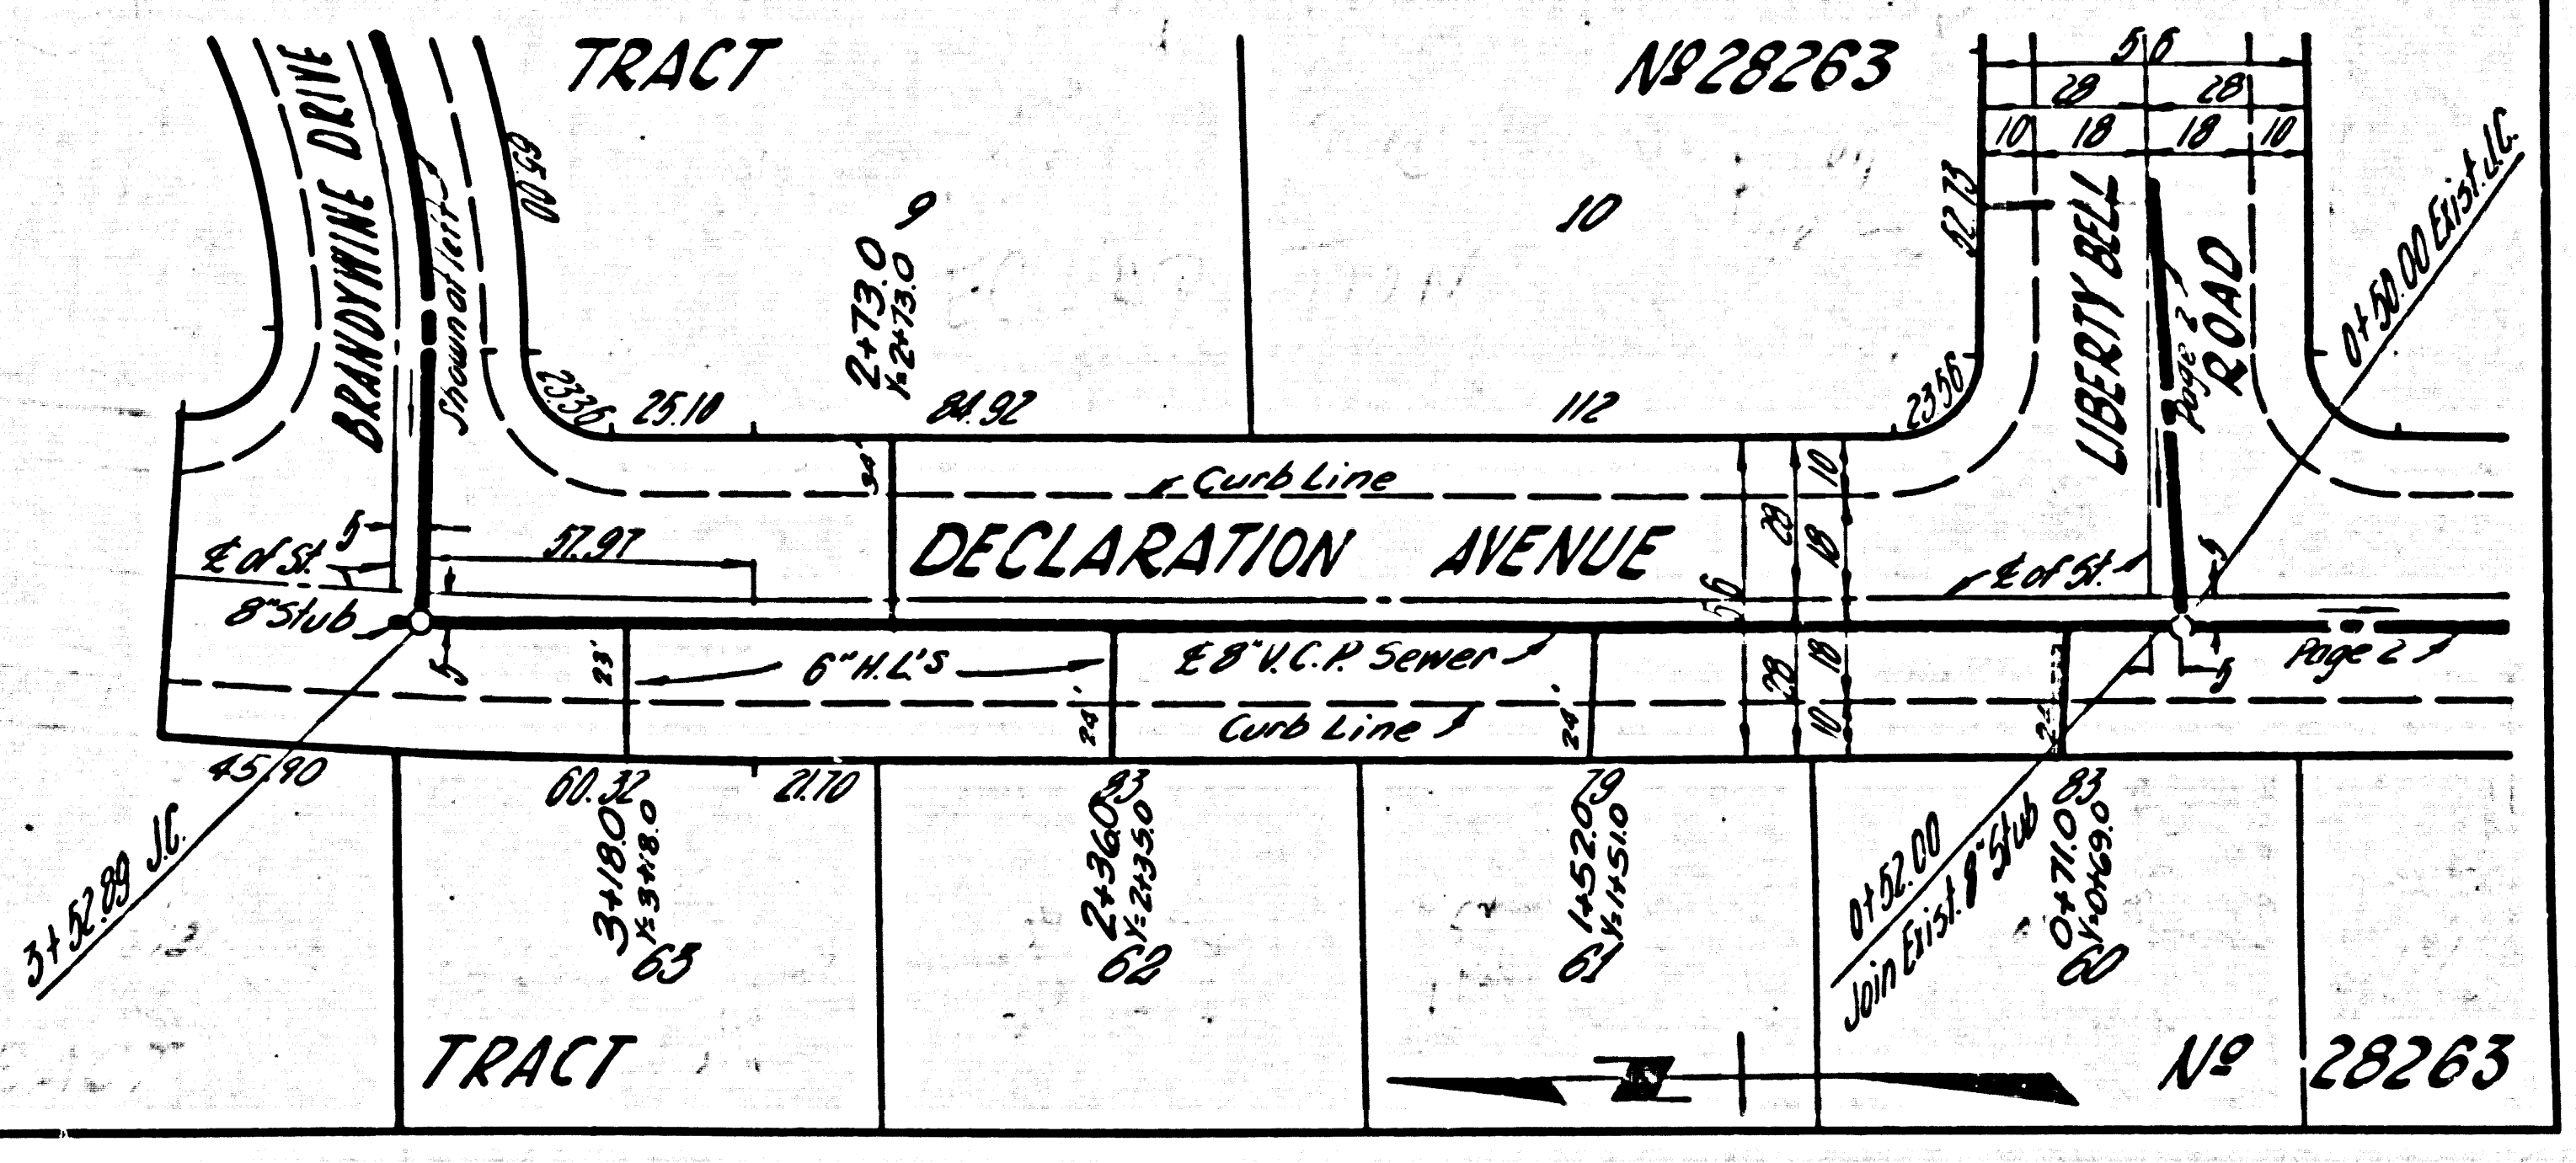 TRACT
Nº 28263
BRANDYWINE DRIVE
Shown at left
65.00
23.36
25.10
84.92
9
2+73.0
Y=2+73.0
10
112
23.56
52.73
56
28 28
10 18 18 10
LIBERTY BELL
ROAD
Page 2
0+50.00 Exist. J.C.
34'
Curb Line
DECLARATION AVENUE
57.97
5
℄ of St.
8" Stub
5
23'
6" H.L.'s
24'
℄ 8" V.C.P. Sewer
Curb Line
24'
56
28
28
10
18
18
10
℄ of St.
5
5
Page 2
45.90
60.32
21.70
83
79
83
3+52.89 J.C.
3+18.0
Y=3+18.0
63
2+36.0
Y=2+35.0
62
1+52.0
Y=1+51.0
61
0+52.00
Join Exist. 8" Stub
0+71.0
Y=0+69.0
60
TRACT
N
Nº 28263